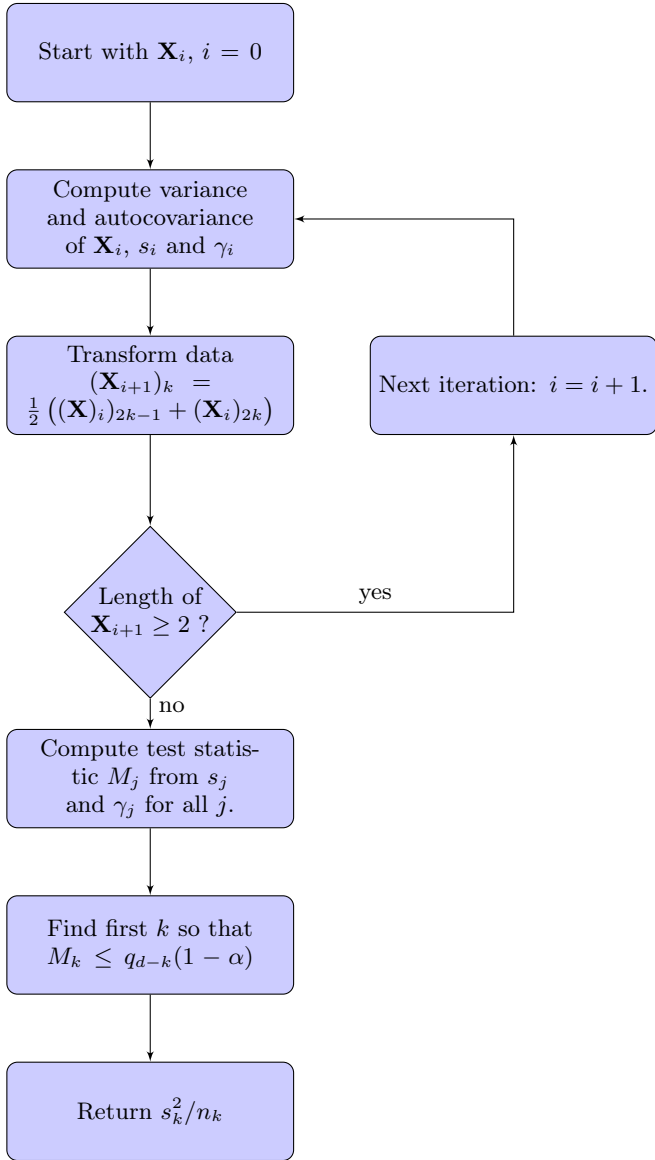 Start with 𝐗ᵢ, i = 0
Compute variance
and autocovariance
of 𝐗ᵢ, sᵢ and γᵢ
Transform data
(𝐗ᵢ₊₁)ₖ =
½ ((𝐗)ᵢ)₂ₖ₋₁ + (𝐗ᵢ)₂ₖ)
Next iteration: i = i + 1.
Length of
𝐗ᵢ₊₁ ≥ 2 ?
yes
no
Compute test statis-
tic Mⱼ from sⱼ
and γⱼ for all j.
Find first k so that
Mₖ ≤ q_{d−k}(1 − α)
Return s²ₖ/nₖ